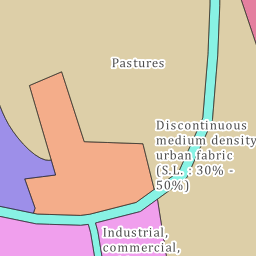 Pastures
Discontinuous
medium density
urban fabric
(S.L. : 30% -
50%)
Industrial,
commercial,